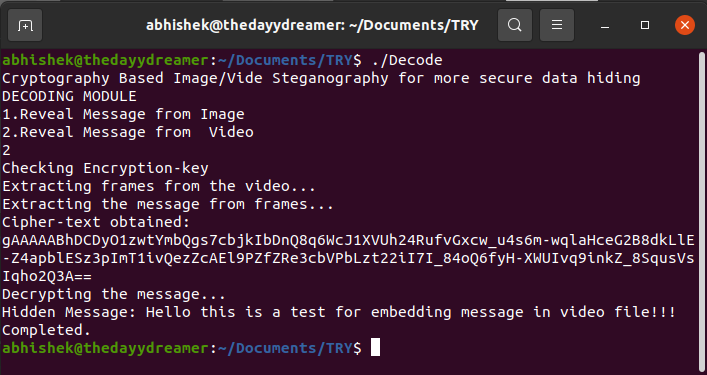 abhishek@thedayydreamer: ~/Documents/TRY
abhishek@thedayydreamer:~/Documents/TRY$ ./Decode
Cryptography Based Image/Vide Steganography for more secure data hiding
DECODING MODULE
1.Reveal Message from Image
2.Reveal Message from  Video
2
Checking Encryption-key
Extracting frames from the video...
Extracting the message from frames...
Cipher-text obtained:
gAAAAABhDCDyO1zwtYmbQgs7cbjkIbDnQ8q6WcJ1XVUh24RufvGxcw_u4s6m-wqlaHceG2B8dkLlE
-Z4apblESz3pImT1ivQezZcAEl9PZfZRe3cbVPbLzt22iI7I_84oQ6fyH-XWUIvq9inkZ_8SqusVs
Iqho2Q3A==
Decrypting the message...
Hidden Message: Hello this is a test for embedding message in video file!!!
Completed.
abhishek@thedayydreamer:~/Documents/TRY$